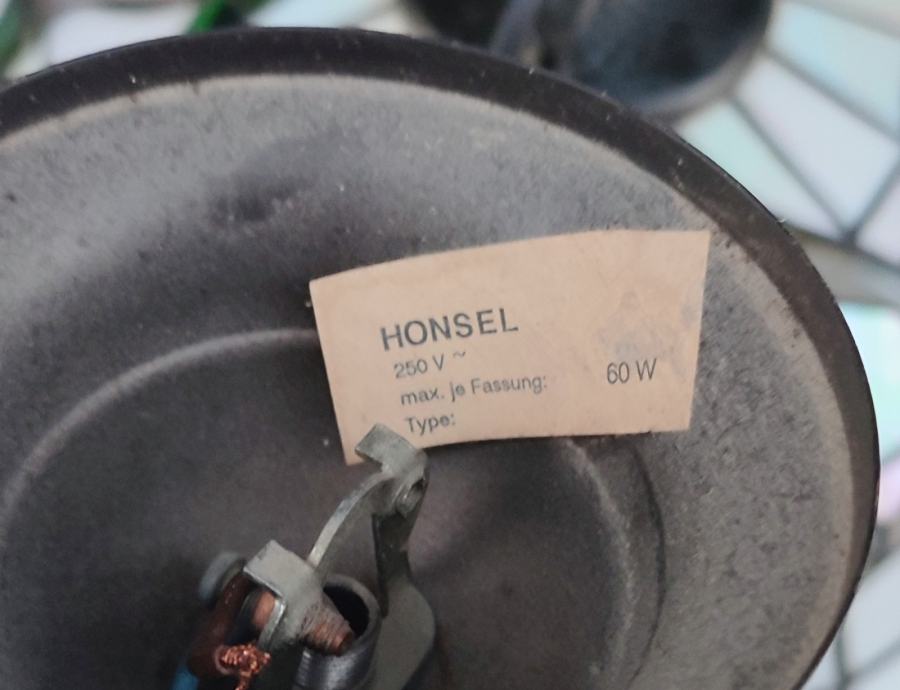 HONSEL
250 V ~
max. je Fassung: 60 W
Type: